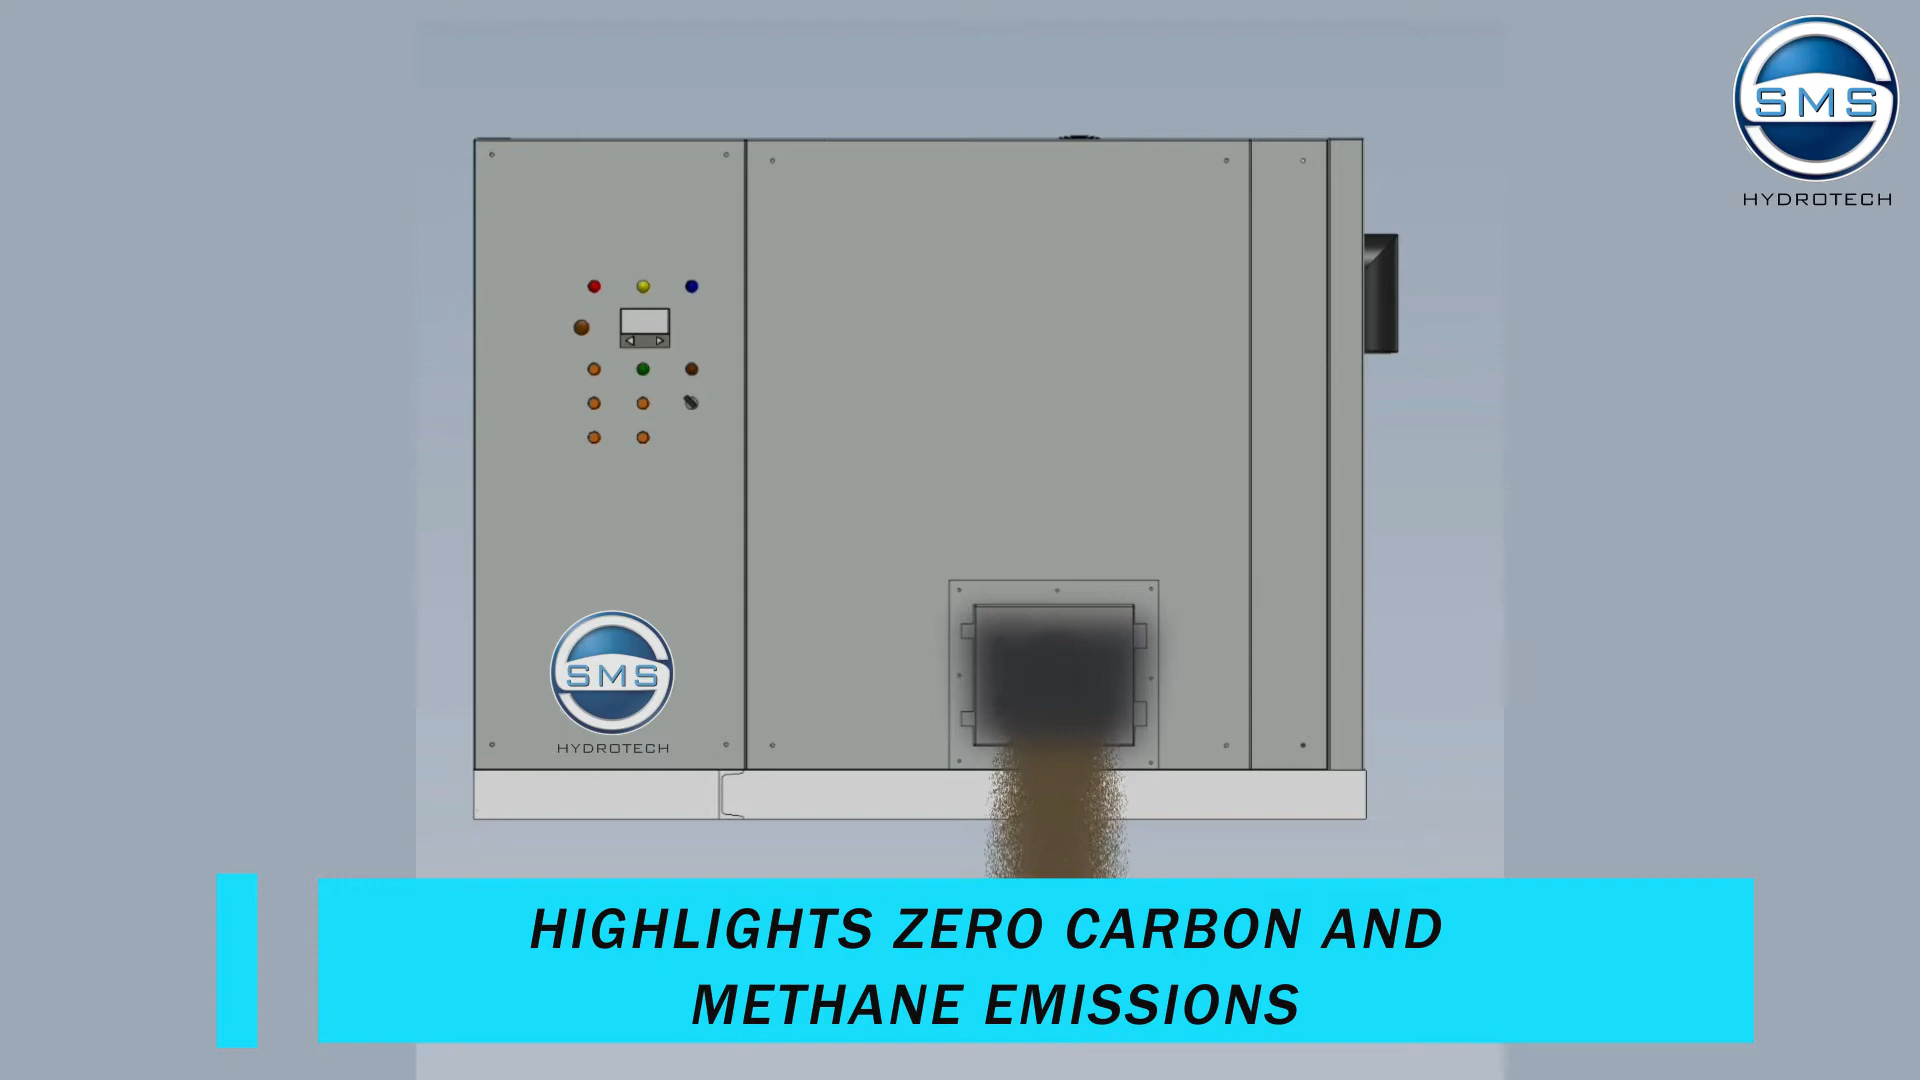 SMS
HYDROTECH
SMS
HYDROTECH
HIGHLIGHTS ZERO CARBON AND
METHANE EMISSIONS